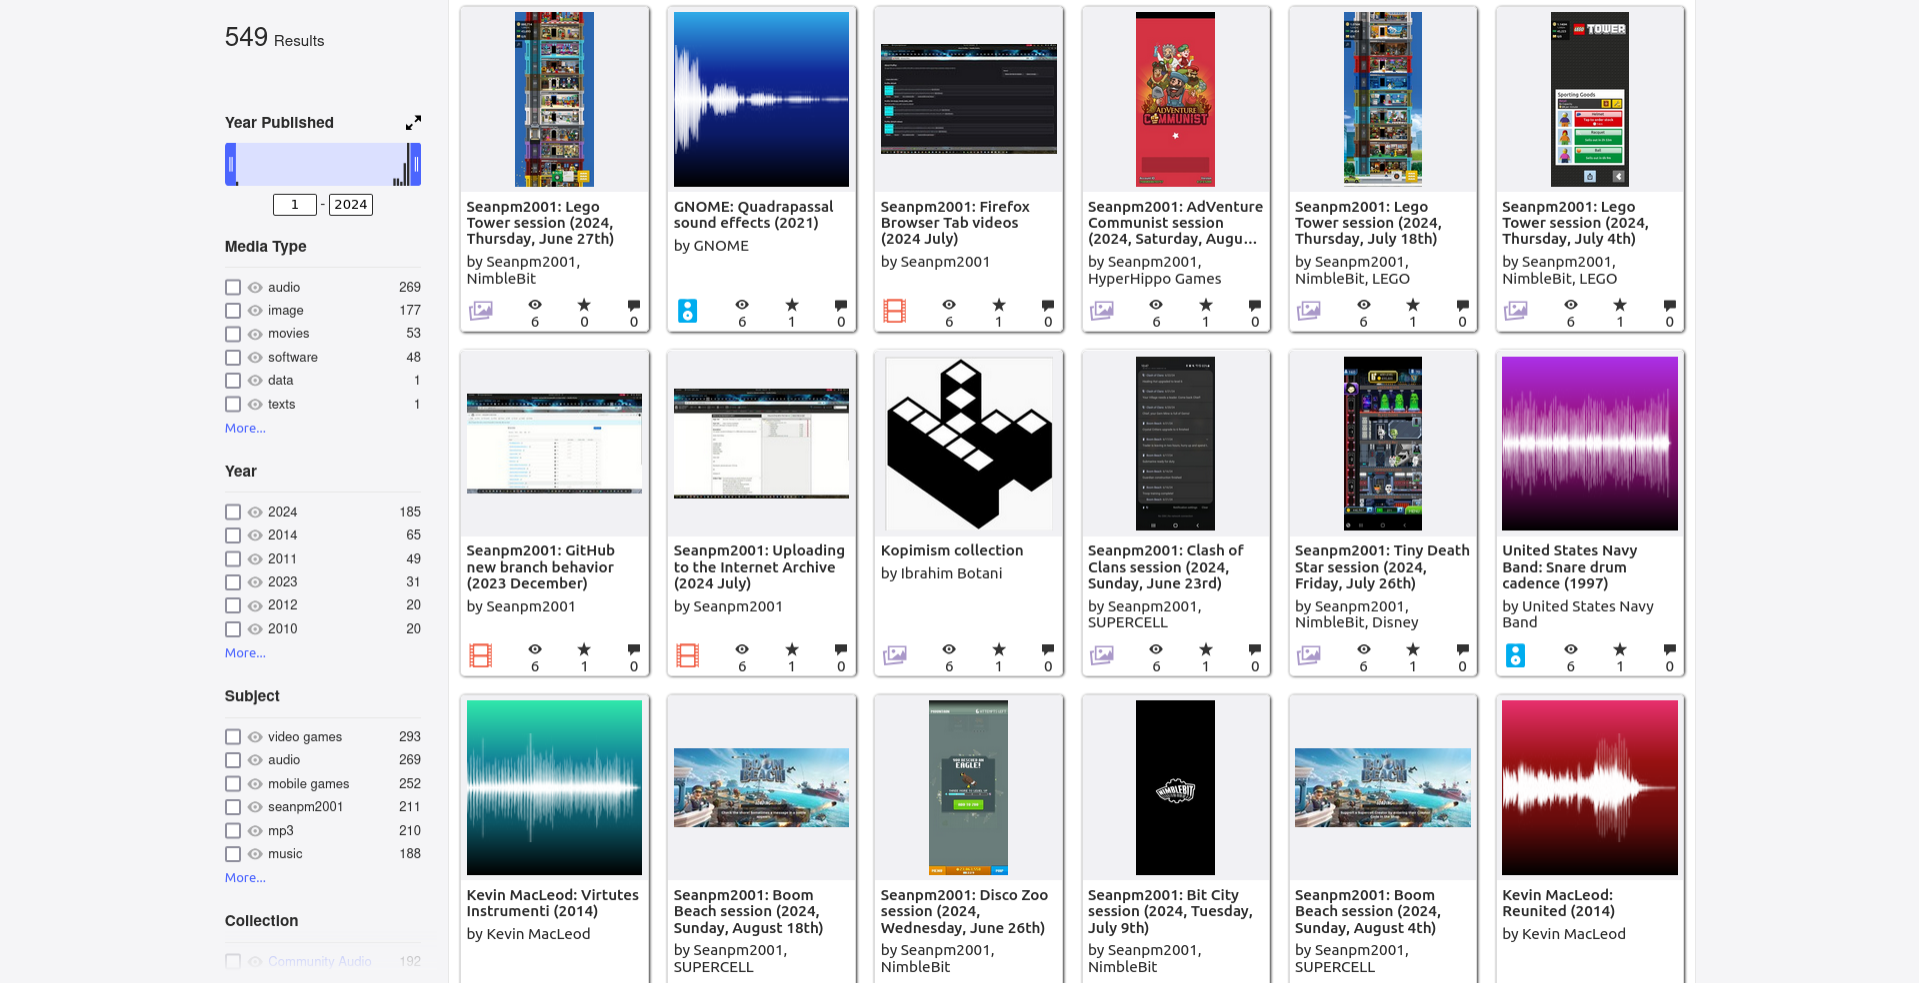 549 Results
Year Published
1 - 2024
Media Type
audio 269
image 177
movies 53
software 48
data 1
texts 1
More...
Year
2024 185
2014 65
2011 49
2023 31
2012 20
2010 20
More...
Subject
video games 293
audio 269
mobile games 252
seanpm2001 211
mp3 210
music 188
More...
Collection
Community Audio 192
Seanpm2001: Lego
Tower session (2024,
Thursday, June 27th)
by Seanpm2001,
NimbleBit
6 0 0
GNOME: Quadrapassal
sound effects (2021)
by GNOME
6 1 0
Seanpm2001: Firefox
Browser Tab videos
(2024 July)
by Seanpm2001
6 1 0
ADVENTURE
COMMUNIST
Seanpm2001: AdVenture
Communist session
(2024, Saturday, Augu...
by Seanpm2001,
HyperHippo Games
6 1 0
Seanpm2001: Lego
Tower session (2024,
Thursday, July 18th)
by Seanpm2001,
NimbleBit, LEGO
6 1 0
LEGO TOWER
Sporting Goods
Seanpm2001: Lego
Tower session (2024,
Thursday, July 4th)
by Seanpm2001,
NimbleBit, LEGO
6 1 0
Seanpm2001: GitHub
new branch behavior
(2023 December)
by Seanpm2001
6 1 0
Seanpm2001: Uploading
to the Internet Archive
(2024 July)
by Seanpm2001
6 1 0
Kopimism collection
by Ibrahim Botani
6 1 0
Seanpm2001: Clash of
Clans session (2024,
Sunday, June 23rd)
by Seanpm2001,
SUPERCELL
6 1 0
Seanpm2001: Tiny Death
Star session (2024,
Friday, July 26th)
by Seanpm2001,
NimbleBit, Disney
6 1 0
United States Navy
Band: Snare drum
cadence (1997)
by United States Navy
Band
6 1 0
Kevin MacLeod: Virtutes
Instrumenti (2014)
by Kevin MacLeod
BOOM
BEACH
Seanpm2001: Boom
Beach session (2024,
Sunday, August 18th)
by Seanpm2001,
SUPERCELL
EAGLE!
Seanpm2001: Disco Zoo
session (2024,
Wednesday, June 26th)
by Seanpm2001,
NimbleBit
NIMBLEBIT
Seanpm2001: Bit City
session (2024, Tuesday,
July 9th)
by Seanpm2001,
NimbleBit
BOOM
BEACH
Seanpm2001: Boom
Beach session (2024,
Sunday, August 4th)
by Seanpm2001,
SUPERCELL
Kevin MacLeod:
Reunited (2014)
by Kevin MacLeod